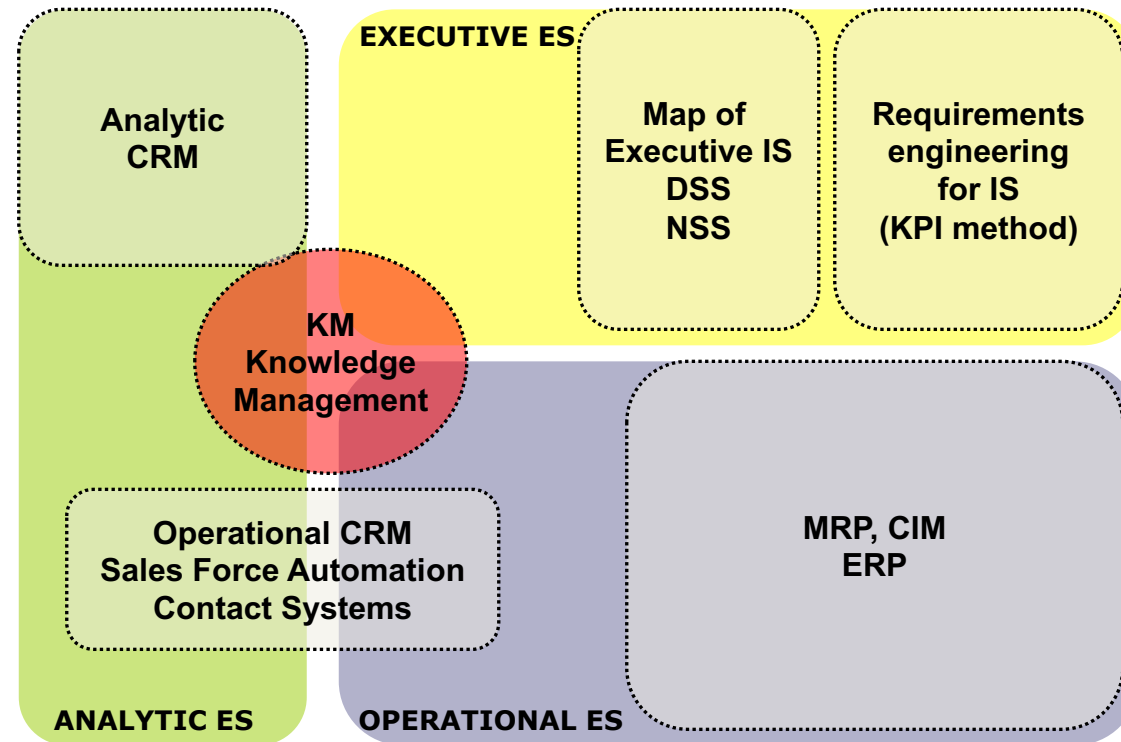 EXECUTIVE ES
Analytic
CRM
Map of
Executive IS
DSS
NSS
Requirements
engineering
for IS
(KPI method)
KM
Knowledge
Management
Operational CRM
Sales Force Automation
Contact Systems
MRP, CIM
ERP
ANALYTIC ES
OPERATIONAL ES